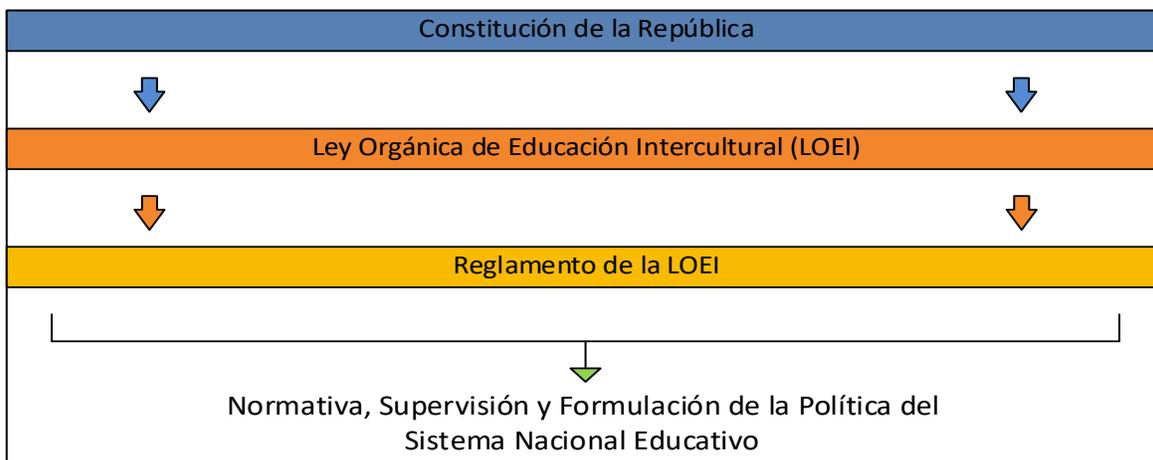 Constitución de la República
Ley Orgánica de Educación Intercultural (LOEI)
Reglamento de la LOEI
Normativa, Supervisión y Formulación de la Política del
Sistema Nacional Educativo